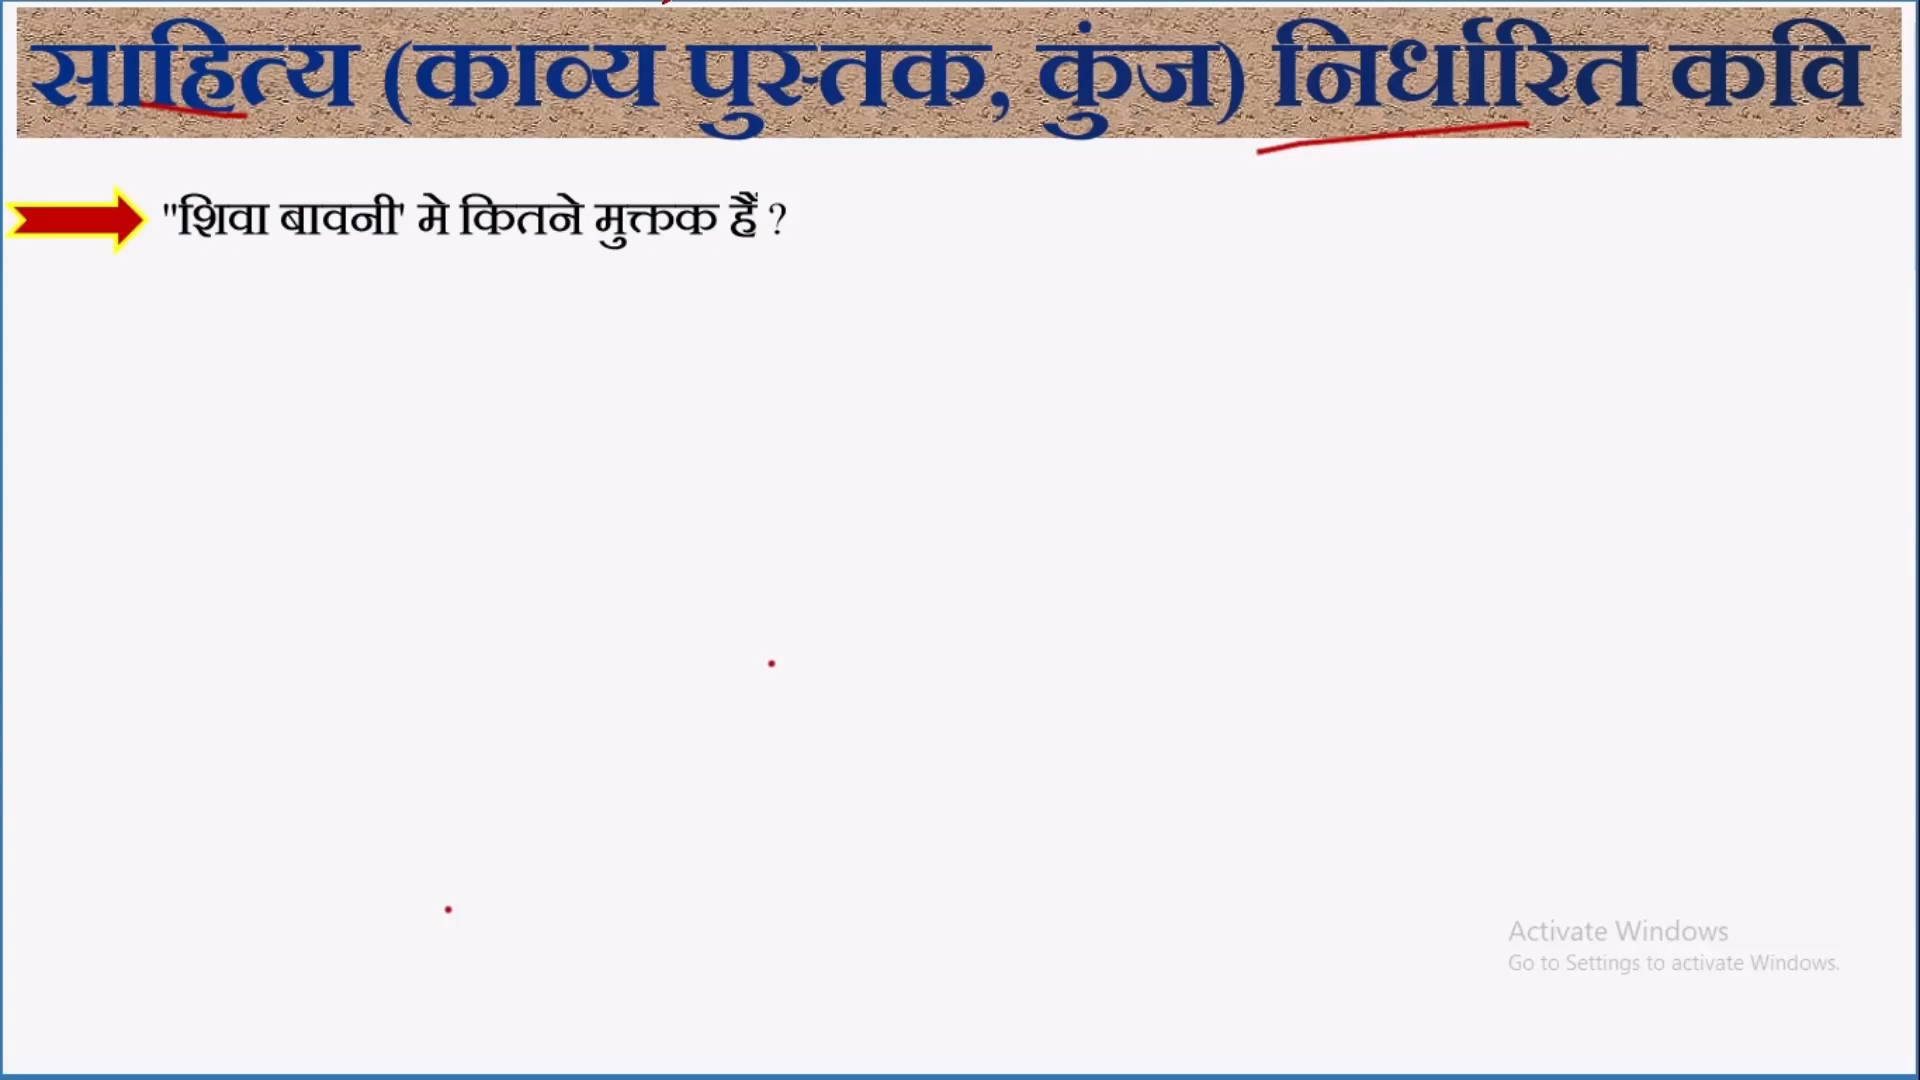 साहित्य (काव्य पुस्तक, कुंज) निर्धारित कवि
"शिवा बावनी' मे कितने मुक्तक हैं ?
Activate Windows
Go to Settings to activate Windows.